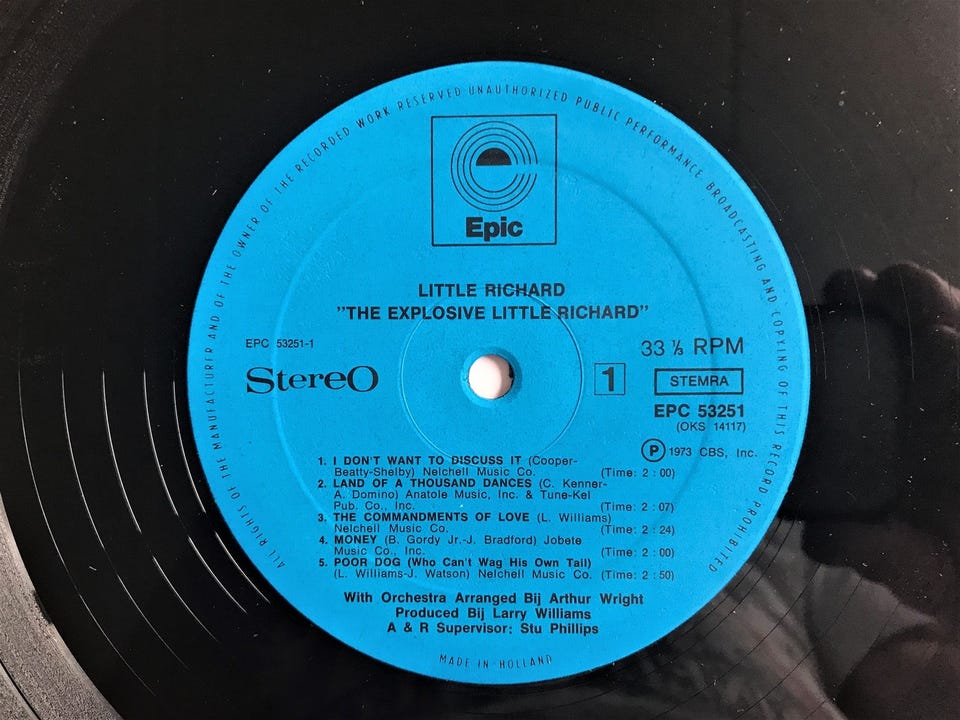 ALL RIGHTS OF THE MANUFACTURER AND OF THE OWNER OF THE RECORDED WORK RESERVED UNAUTHORIZED PUBLIC PERFORMANCE BROADCASTING AND COPYING OF THIS RECORD PROHIBITED
Epic
LITTLE RICHARD
"THE EXPLOSIVE LITTLE RICHARD"
EPC 53251-1
33 ⅓ RPM
StereO
1
STEMRA
EPC 53251
(OKS 14117)
Ⓟ 1973 CBS, Inc.
1. I DON'T WANT TO DISCUSS IT (Cooper-
Beatty-Shelby) Nelchell Music Co. (Time: 2 : 00)
2. LAND OF A THOUSAND DANCES (C. Kenner-
A. Domino) Anatole Music, Inc. & Tune-Kel
Pub. Co., Inc. (Time: 2 : 07)
3. THE COMMANDMENTS OF LOVE (L. Williams)
Nelchell Music Co. (Time: 2 : 24)
4. MONEY (B. Gordy Jr.-J. Bradford) Jobete
Music Co., Inc. (Time: 2 : 00)
5. POOR DOG (Who Can't Wag His Own Tail)
(L. Williams-J. Watson) Nelchell Music Co. (Time: 2 : 50)
With Orchestra Arranged Bij Arthur Wright
Produced Bij Larry Williams
A & R Supervisor: Stu Phillips
MADE IN HOLLAND